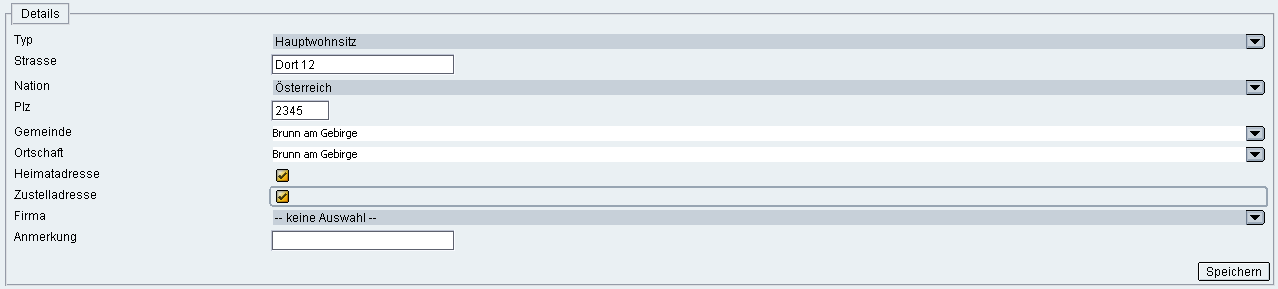 Details
Typ Hauptwohnsitz
Strasse Dort 12
Nation Österreich
Plz 2345
Gemeinde Brunn am Gebirge
Ortschaft Brunn am Gebirge
Heimatadresse
Zustelladresse
Firma -- keine Auswahl --
Anmerkung
Speichern